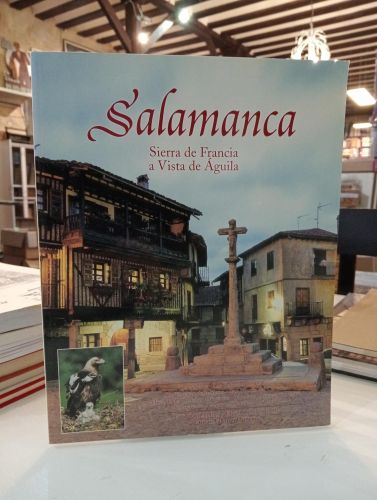 Salamanca
Sierra de Francia
a Vista de Águila